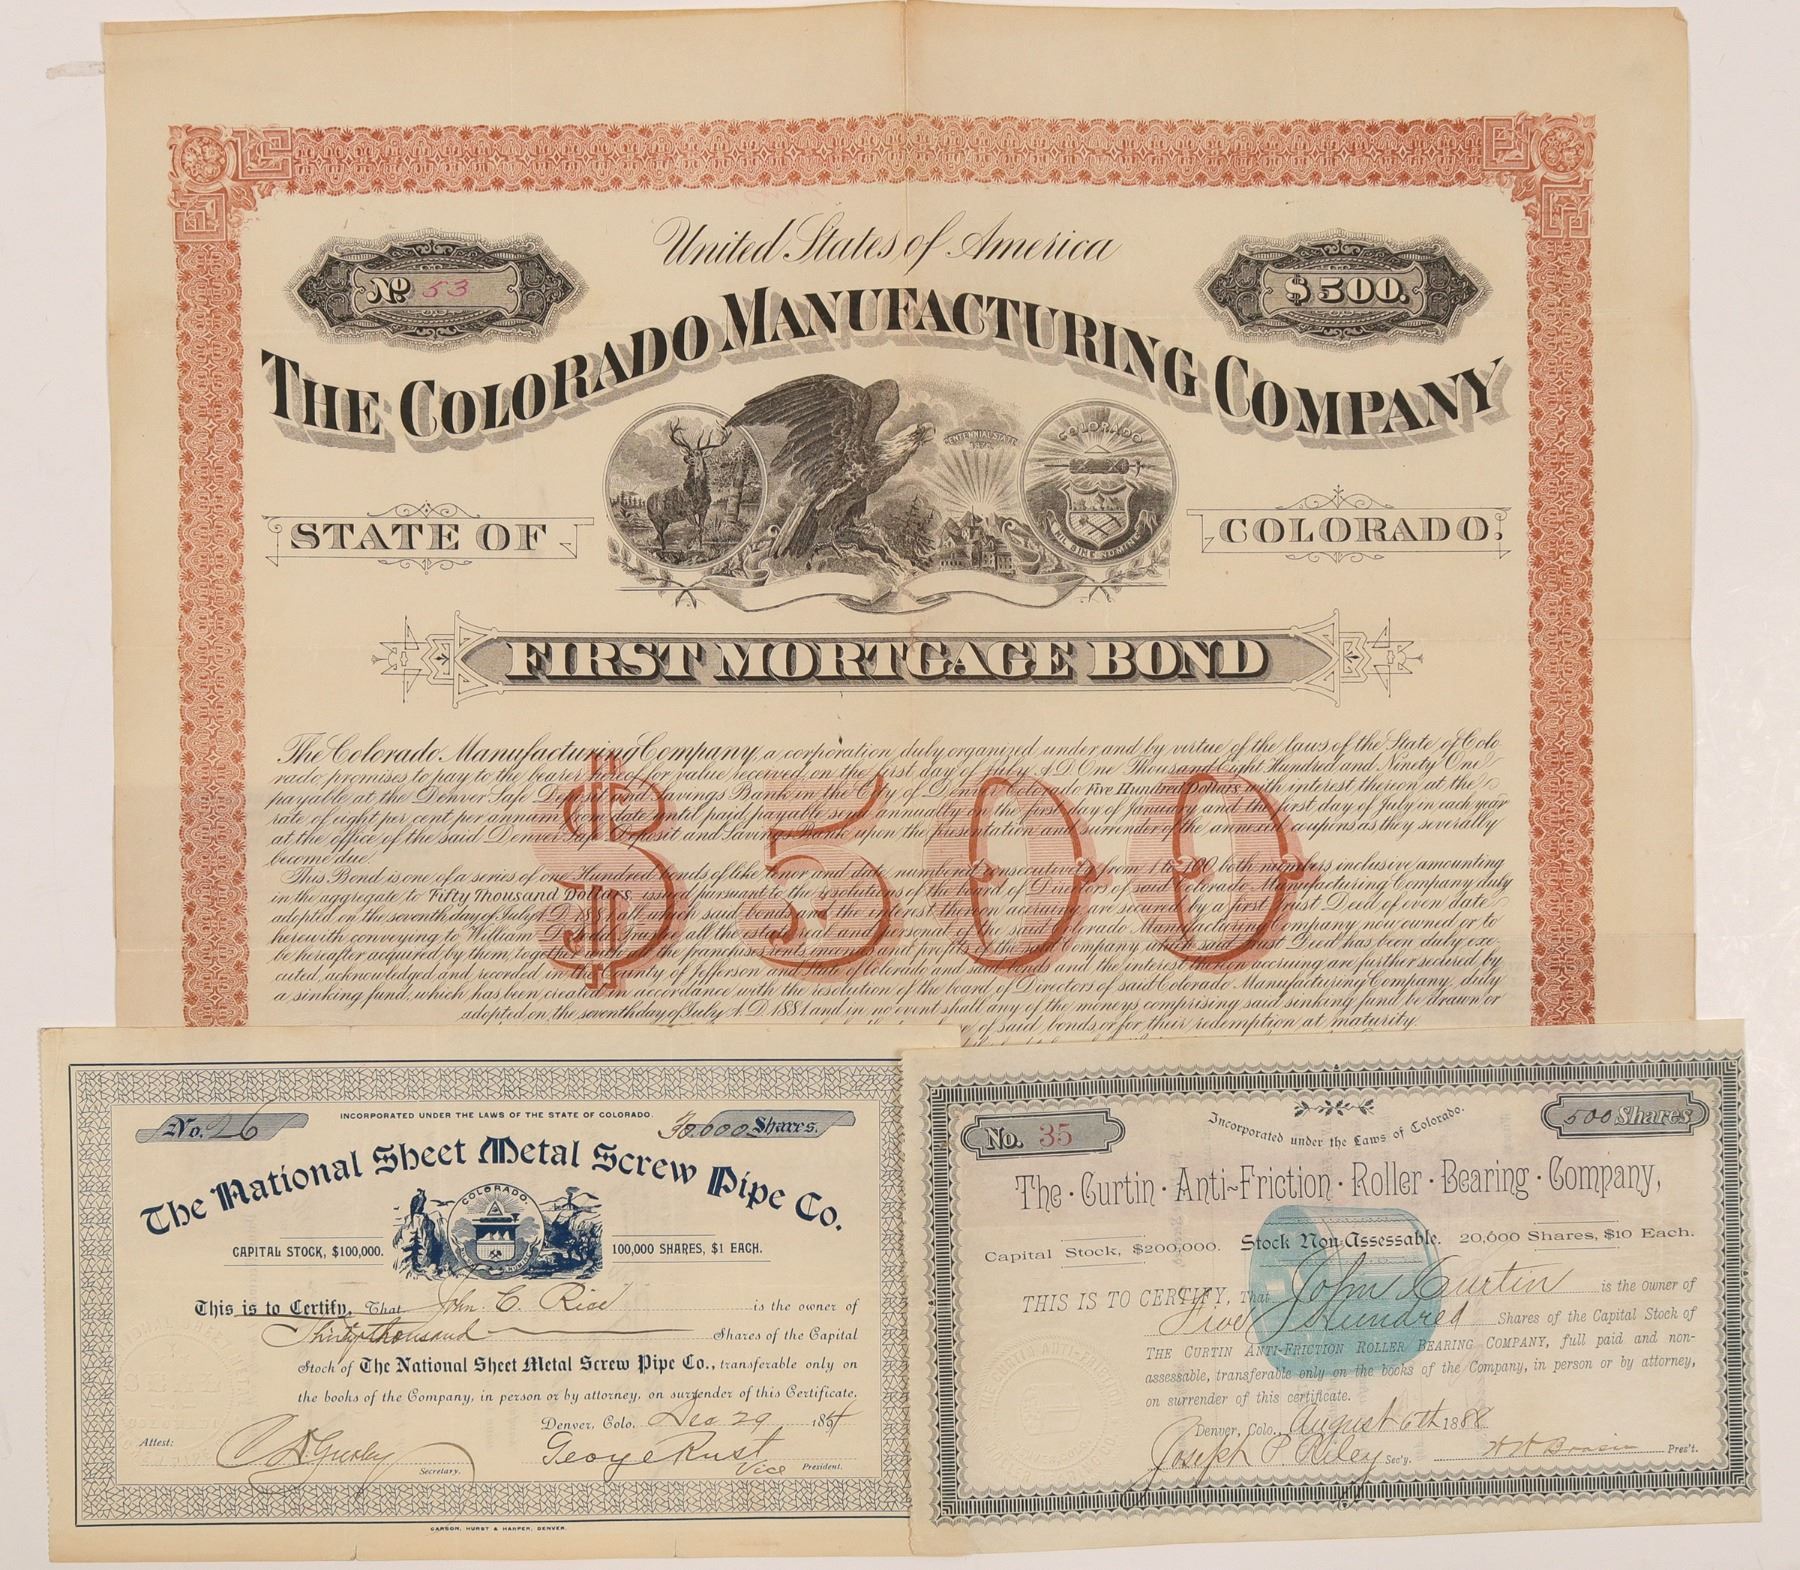 United States of America
No 53
$500.
THE COLORADO MANUFACTURING COMPANY
CENTENNIAL STATE
1876
COLORADO
NIL SINE NUMINE
STATE OF
COLORADO.
FIRST MORTGAGE BOND
$500
The Colorado Manufacturing Company, a corporation duly organized under and by virtue of the laws of the State of Colo
rado, promises to pay to the bearer hereof for value received, on the first day of July A.D. One Thousand Eight Hundred and Ninety One
payable at the Denver Safe Deposit and Savings Bank in the City of Denver Colorado Five Hundred Dollars, with interest thereon at the
rate of eight per cent per annum from date until paid, payable semi annually on the first day of January and the first day of July in each year
at the office of the said Denver Safe Deposit and Savings Bank upon the presentation and surrender of the annexed coupons as they severally
become due.
This Bond is one of a series of one Hundred bonds of like tenor and date numbered consecutively from 1 to 100 both numbers inclusive amounting
in the aggregate to Fifty Thousand Dollars, issued pursuant to the resolutions of the board of Directors of said Colorado Manufacturing Company duly
adopted on the seventh day of July A.D. 1881 all which said bonds and the interest thereon accruing are secured by a first Trust Deed of even date
herewith conveying to William D. Todd Trustee all the estate real and personal of the said Colorado Manufacturing Company now owned or to
be hereafter acquired by them, together with all the franchises rents, incomes and profits of the said Company which said Trust Deed has been duly exe-
cuted, acknowledged and recorded in the County of Jefferson and State of Colorado and said bonds and the interest thereon accruing are further secured by
a sinking fund, which has been created in accordance with the resolution of the board of Directors of said Colorado Manufacturing Company, duly
adopted on the seventh day of July A.D. 1881 and in no event shall any of the moneys comprising said sinking fund be drawn or
of said bonds or for their redemption at maturity.
No. 26
INCORPORATED UNDER THE LAWS OF THE STATE OF COLORADO.
30.000 Shares.
The National Sheet Metal Screw Pipe Co.
COLORADO
CAPITAL STOCK, $100,000.
100,000 SHARES, $1 EACH.
This is to Certify, That John C. Rice is the owner of
Thirty thousand Shares of the Capital
Stock of The National Sheet Metal Screw Pipe Co., transferable only on
the books of the Company, in person or by attorney, on surrender of this Certificate.
Denver, Colo. Dec 29 189
Attest:
Secretary.
George Rust
Vice President.
CARSON, HURST & HARPER, DENVER.
No. 35
Incorporated under the Laws of Colorado.
500 Shares
The Curtin Anti-Friction Roller Bearing Company,
Capital Stock, $200,000. Stock Non-Assessable. 20,000 Shares, $10 Each.
THIS IS TO CERTIFY, That John Curtin is the Owner of
Five Hundred Shares of the Capital Stock of
THE CURTIN ANTI-FRICTION ROLLER BEARING COMPANY, full paid and non-
assessable, transferable only on the books of the Company, in person or by attorney,
on surrender of this certificate.
Denver, Colo. August 6th 1888
Joseph P. Riley Sec'y.
Pres't.